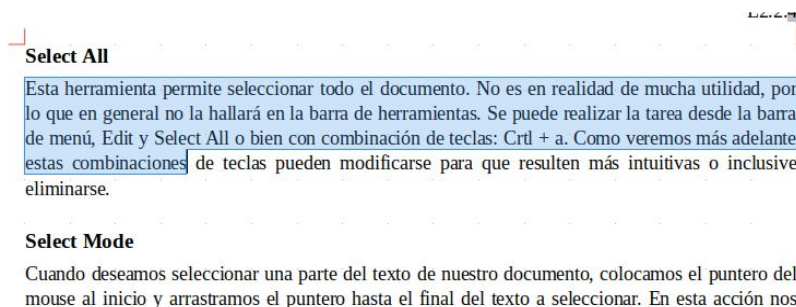 Select All
Esta herramienta permite seleccionar todo el documento. No es en realidad de mucha utilidad, por
lo que en general no la hallará en la barra de herramientas. Se puede realizar la tarea desde la barra
de menú, Edit y Select All o bien con combinación de teclas: Crtl + a. Como veremos más adelante
estas combinaciones de teclas pueden modificarse para que resulten más intuitivas o inclusive
eliminarse.
Select Mode
Cuando deseamos seleccionar una parte del texto de nuestro documento, colocamos el puntero del
mouse al inicio y arrastramos el puntero hasta el final del texto a seleccionar. En esta acción nos